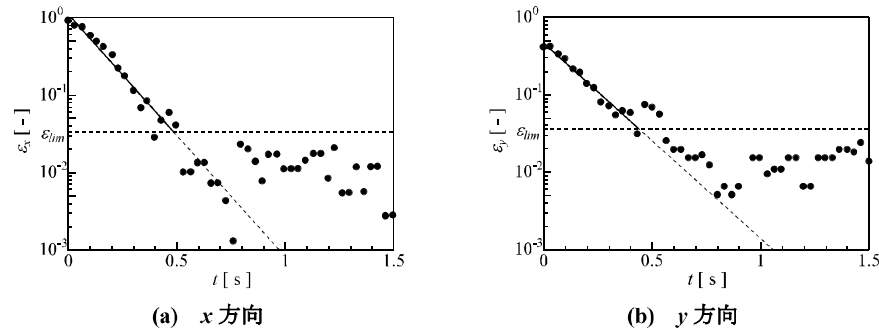 10^0
10^-1
ε_lim
10^-2
10^-3
ε_x [ - ]
0 0.5 1 1.5
t [ s ]
(a) x 方向
10^0
10^-1
ε_lim
10^-2
10^-3
ε_y [ - ]
0 0.5 1 1.5
t [ s ]
(b) y 方向